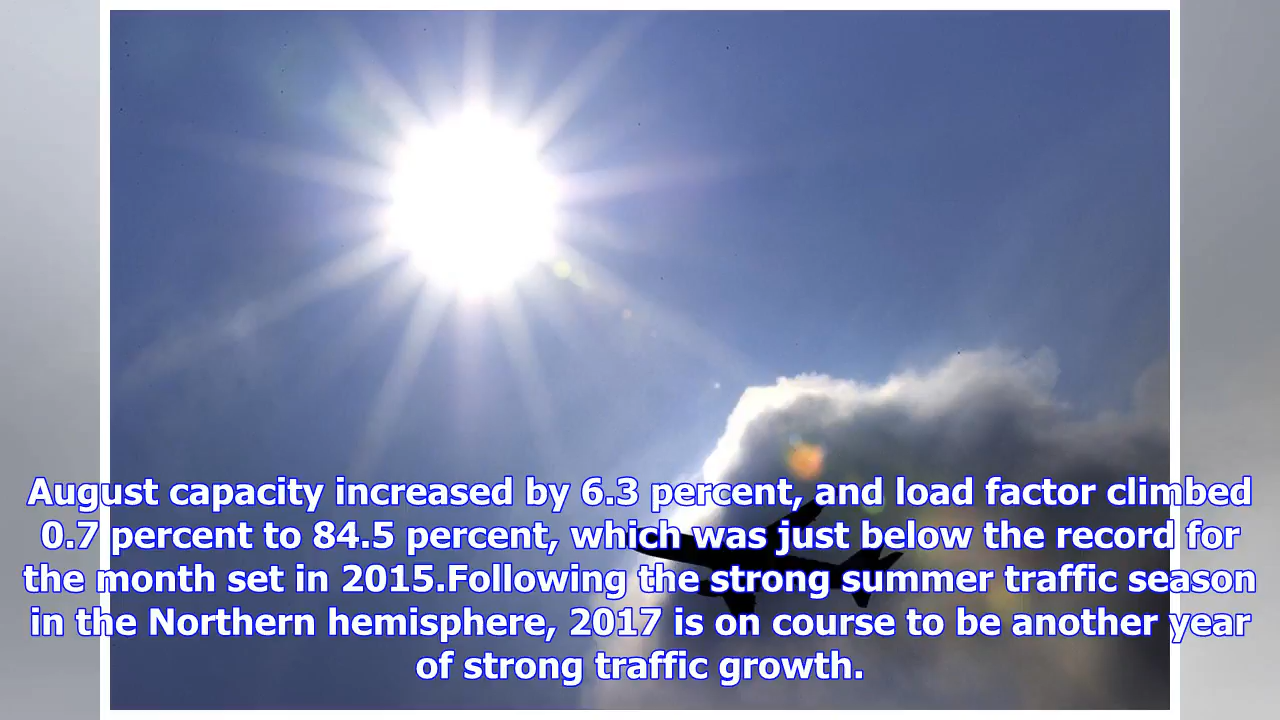 August capacity increased by 6.3 percent, and load factor climbed
0.7 percent to 84.5 percent, which was just below the record for
the month set in 2015.Following the strong summer traffic season
in the Northern hemisphere, 2017 is on course to be another year
of strong traffic growth.